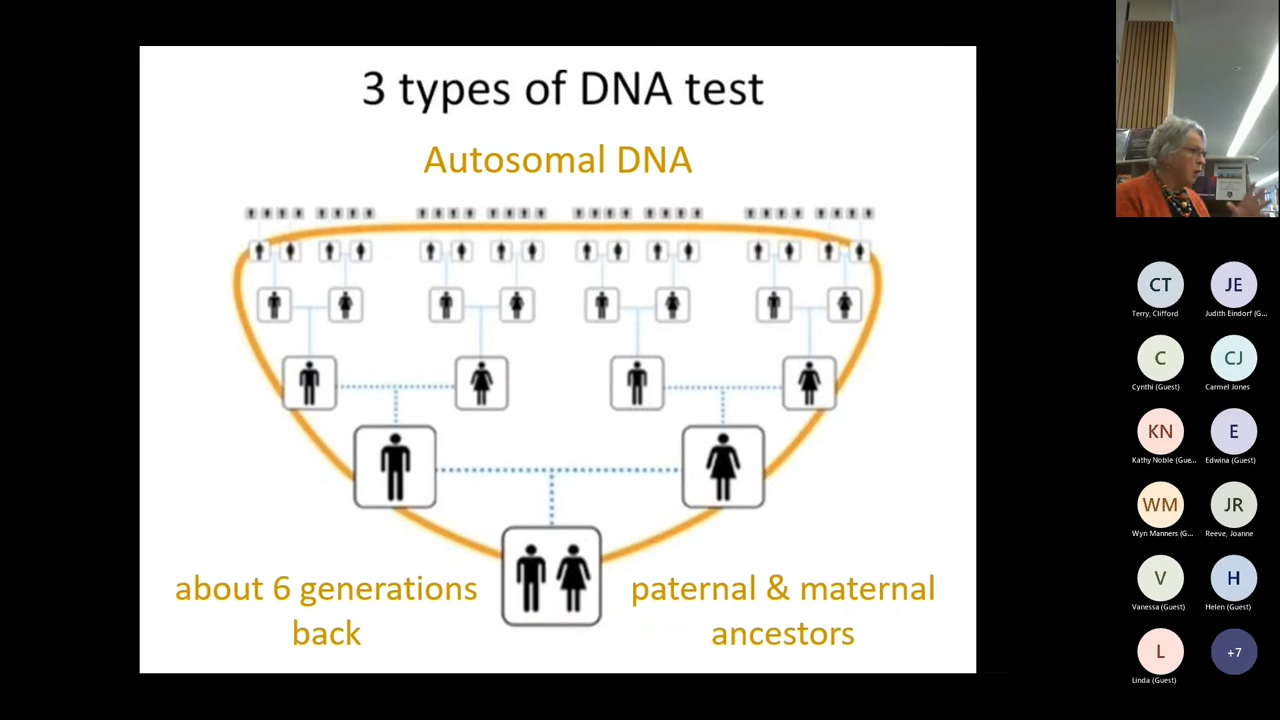 3 types of DNA test
Autosomal DNA
about 6 generations
back
paternal & maternal
ancestors
CT
Terry, Clifford
JE
Judith Eindorf (G...
C
Cynthi (Guest)
CJ
Carmel Jones
KN
Kathy Noble (Gue...
E
Edwina (Guest)
WM
Wyn Manners (G...
JR
Reeve, Joanne
V
Vanessa (Guest)
H
Helen (Guest)
L
Linda (Guest)
+7